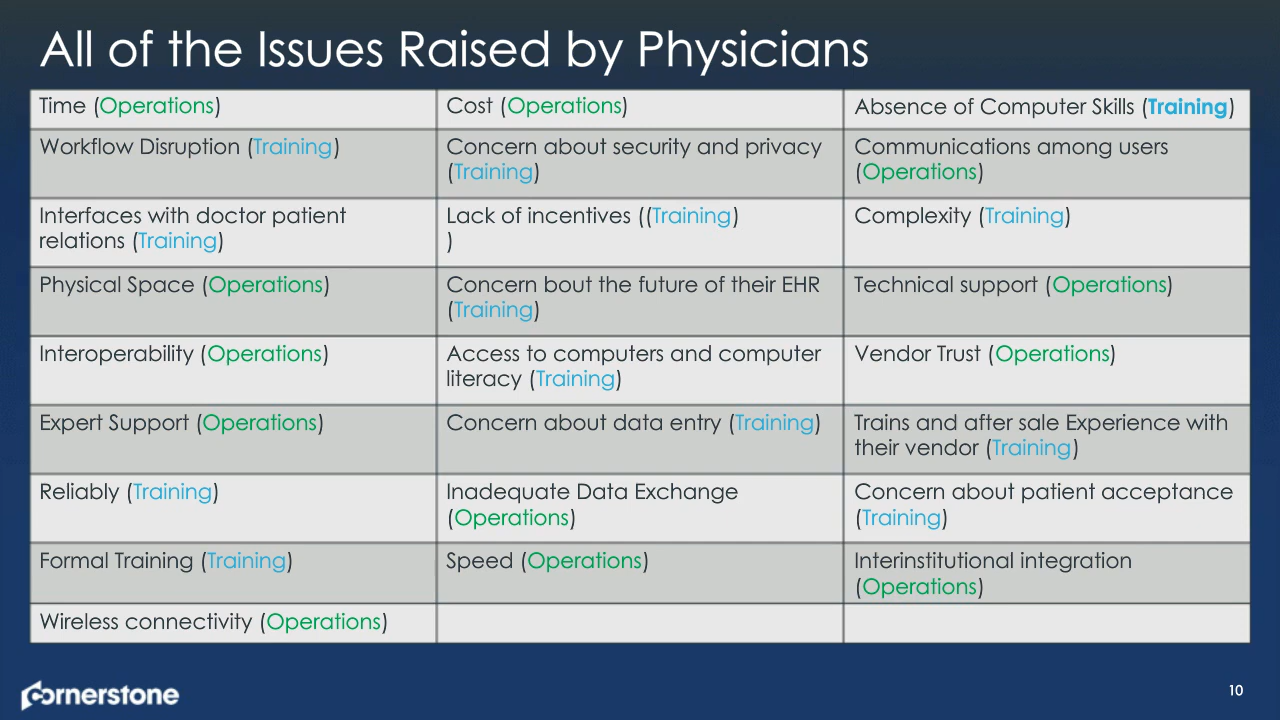 All of the Issues Raised by Physicians
Time (Operations)
Cost (Operations)
Absence of Computer Skills (Training)
Workflow Disruption (Training)
Concern about security and privacy
(Training)
Communications among users
(Operations)
Interfaces with doctor patient
relations (Training)
Lack of incentives ((Training)
)
Complexity (Training)
Physical Space (Operations)
Concern bout the future of their EHR
(Training)
Technical support (Operations)
Interoperability (Operations)
Access to computers and computer
literacy (Training)
Vendor Trust (Operations)
Expert Support (Operations)
Concern about data entry (Training)
Trains and after sale Experience with
their vendor (Training)
Reliably (Training)
Inadequate Data Exchange
(Operations)
Concern about patient acceptance
(Training)
Formal Training (Training)
Speed (Operations)
Interinstitutional integration
(Operations)
Wireless connectivity (Operations)
Cornerstone
10